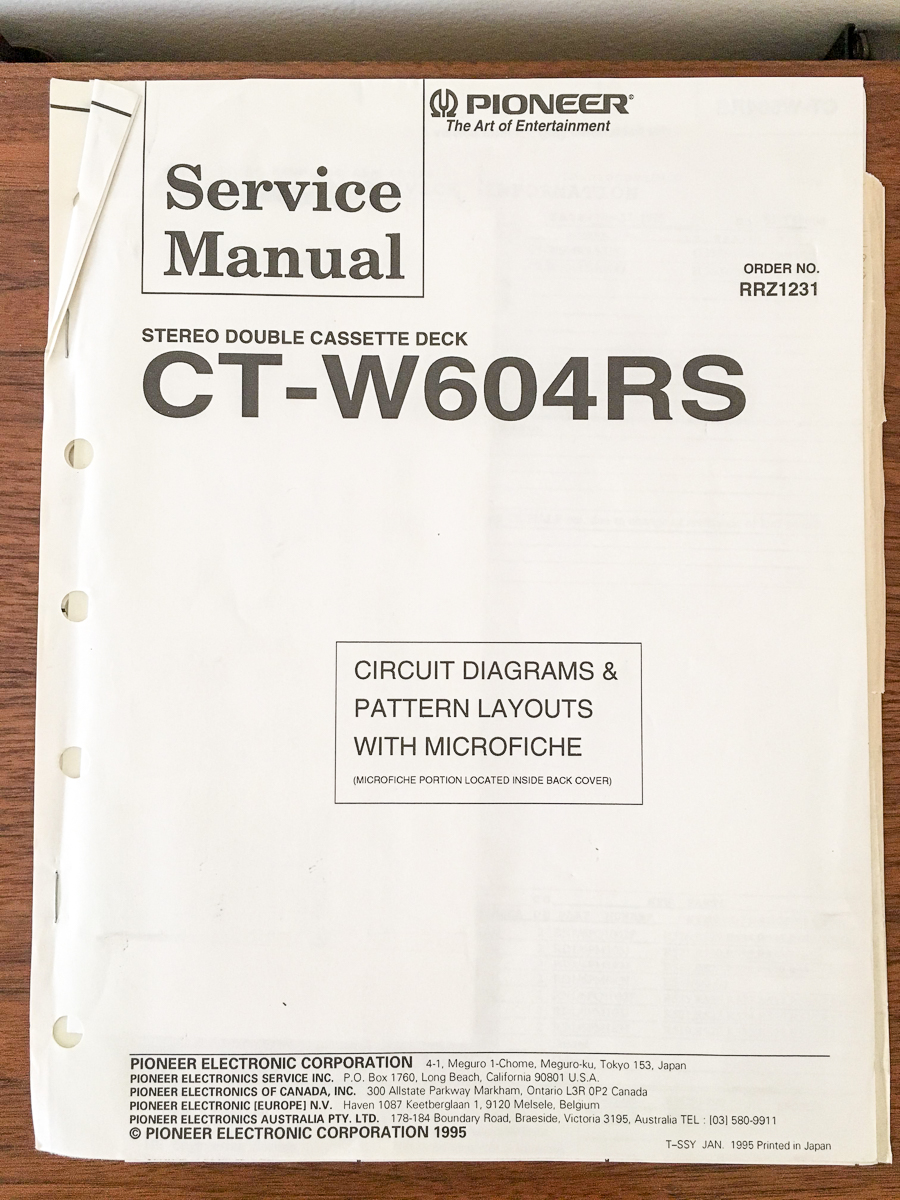 PIONEER®
The Art of Entertainment
Service
Manual
ORDER NO.
RRZ1231
STEREO DOUBLE CASSETTE DECK
CT-W604RS
CIRCUIT DIAGRAMS &
PATTERN LAYOUTS
WITH MICROFICHE
(MICROFICHE PORTION LOCATED INSIDE BACK COVER)
PIONEER ELECTRONIC CORPORATION 4-1, Meguro 1-Chome, Meguro-ku, Tokyo 153, Japan
PIONEER ELECTRONICS SERVICE INC. P.O. Box 1760, Long Beach, California 90801 U.S.A.
PIONEER ELECTRONICS OF CANADA, INC. 300 Allstate Parkway Markham, Ontario L3R 0P2 Canada
PIONEER ELECTRONIC [EUROPE] N.V. Haven 1087 Keetberglaan 1, 9120 Melsele, Belgium
PIONEER ELECTRONICS AUSTRALIA PTY. LTD. 178-184 Boundary Road, Braeside, Victoria 3195, Australia TEL : [03] 580-9911
© PIONEER ELECTRONIC CORPORATION 1995
T-SSY JAN. 1995 Printed in Japan